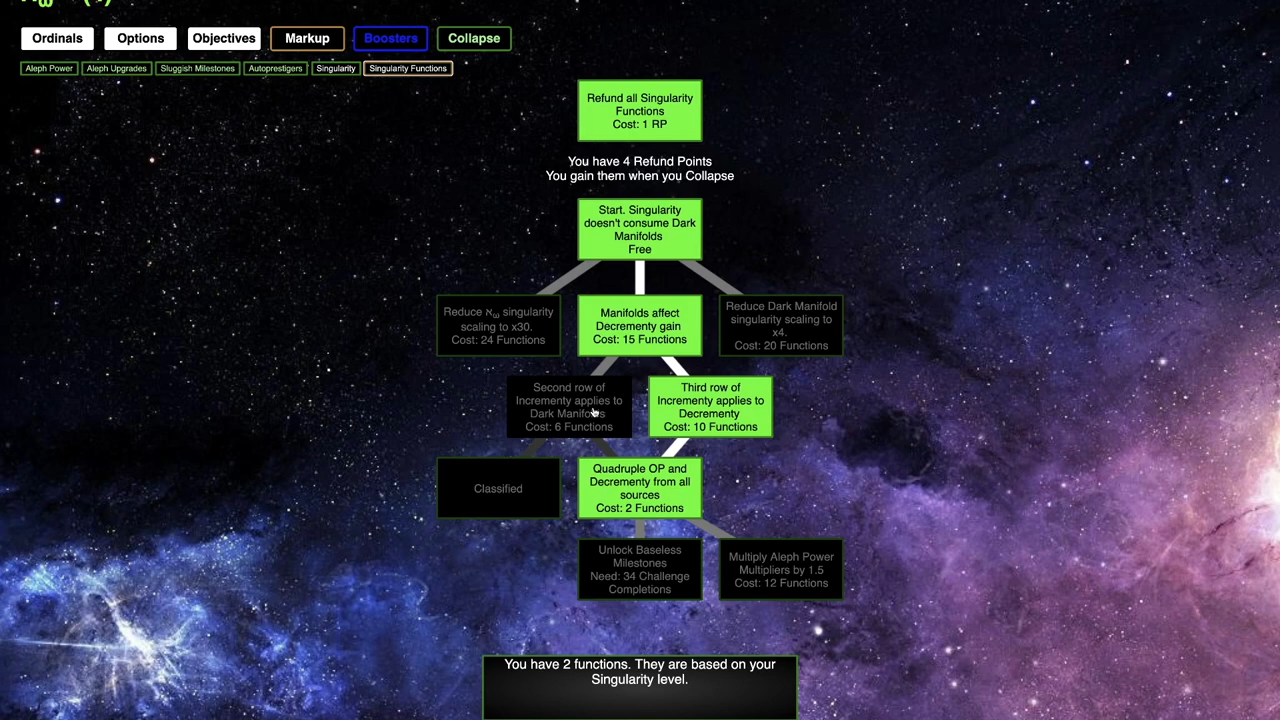 Ordinals
Options
Objectives
Markup
Boosters
Collapse
Aleph Power
Aleph Upgrades
Sluggish Milestones
Autoprestigers
Singularity
Singularity Functions
Refund all Singularity
Functions
Cost: 1 RP
You have 4 Refund Points
You gain them when you Collapse
Start. Singularity
doesn't consume Dark
Manifolds
Free
Reduce ℵω singularity
scaling to x30.
Cost: 24 Functions
Manifolds affect
Decrementy gain
Cost: 15 Functions
Reduce Dark Manifold
singularity scaling to
x4.
Cost: 20 Functions
Second row of
Incrementy applies to
Dark Manifolds
Cost: 6 Functions
Third row of
Incrementy applies to
Decrementy
Cost: 10 Functions
Classified
Quadruple OP and
Decrementy from all
sources
Cost: 2 Functions
Unlock Baseless
Milestones
Need: 34 Challenge
Completions
Multiply Aleph Power
Multipliers by 1.5
Cost: 12 Functions
You have 2 functions. They are based on your
Singularity level.